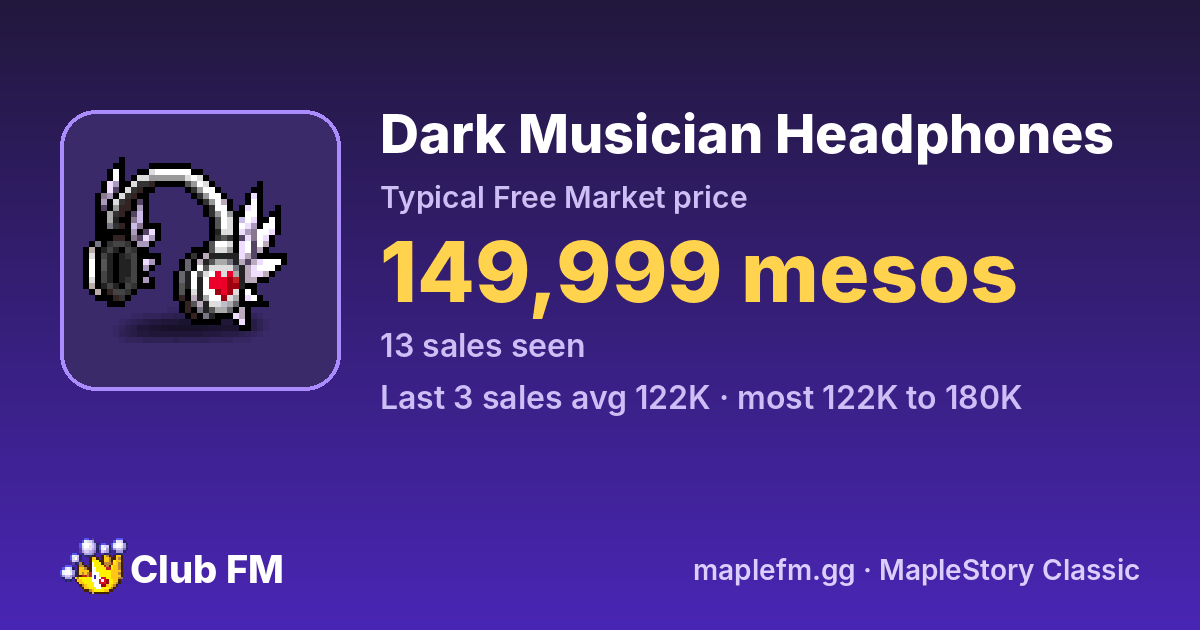 Dark Musician Headphones
Typical Free Market price
149,999 mesos
13 sales seen
Last 3 sales avg 122K · most 122K to 180K
Club FM
maplefm.gg · MapleStory Classic